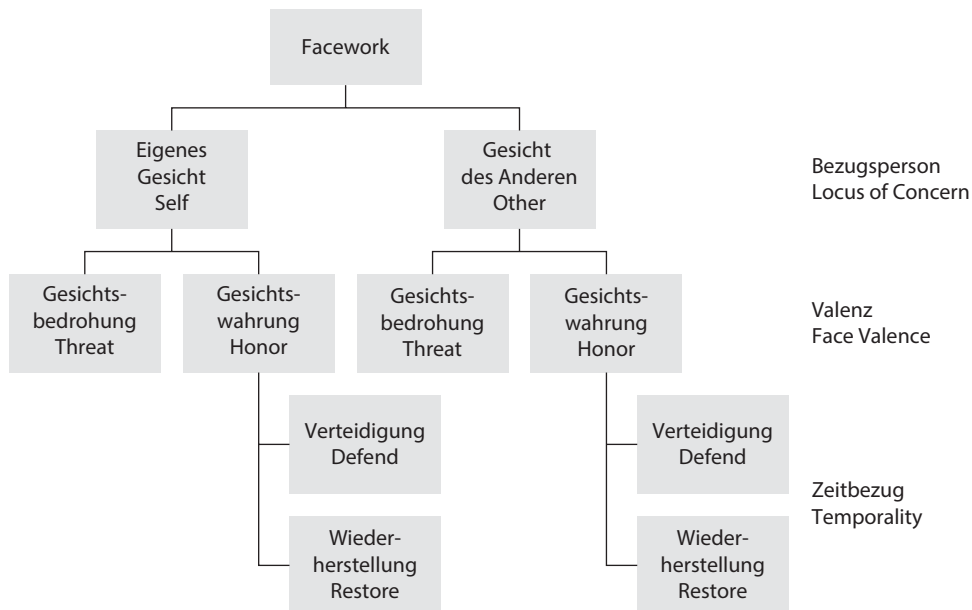 Facework
Eigenes
Gesicht
Self
Gesicht
des Anderen
Other
Bezugsperson
Locus of Concern
Gesichts-
bedrohung
Threat
Gesichts-
wahrung
Honor
Gesichts-
bedrohung
Threat
Gesichts-
wahrung
Honor
Valenz
Face Valence
Verteidigung
Defend
Verteidigung
Defend
Zeitbezug
Temporality
Wieder-
herstellung
Restore
Wieder-
herstellung
Restore